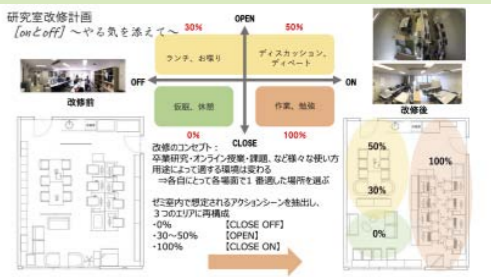 研究室改修計画
[onとoff] ～やる気を添えて～
30%
OPEN
50%
ランチ、お喋り
ディスカッション、
ディベート
OFF
ON
改修前
仮眠、休憩
作業、勉強
改修後
0%
CLOSE
100%
改修のコンセプト：
卒業研究・オンライン授業・課題、など様々な使い方
用途によって適する環境は変わる
⇒各自にとって各場面で1番適した場所を選ぶ
ゼミ室内で想定されるアクションシーンを抽出し、
3つのエリアに再構成
・0% 【CLOSE OFF】
・30～50% 【OPEN】
・100% 【CLOSE ON】
50%
100%
30%
0%